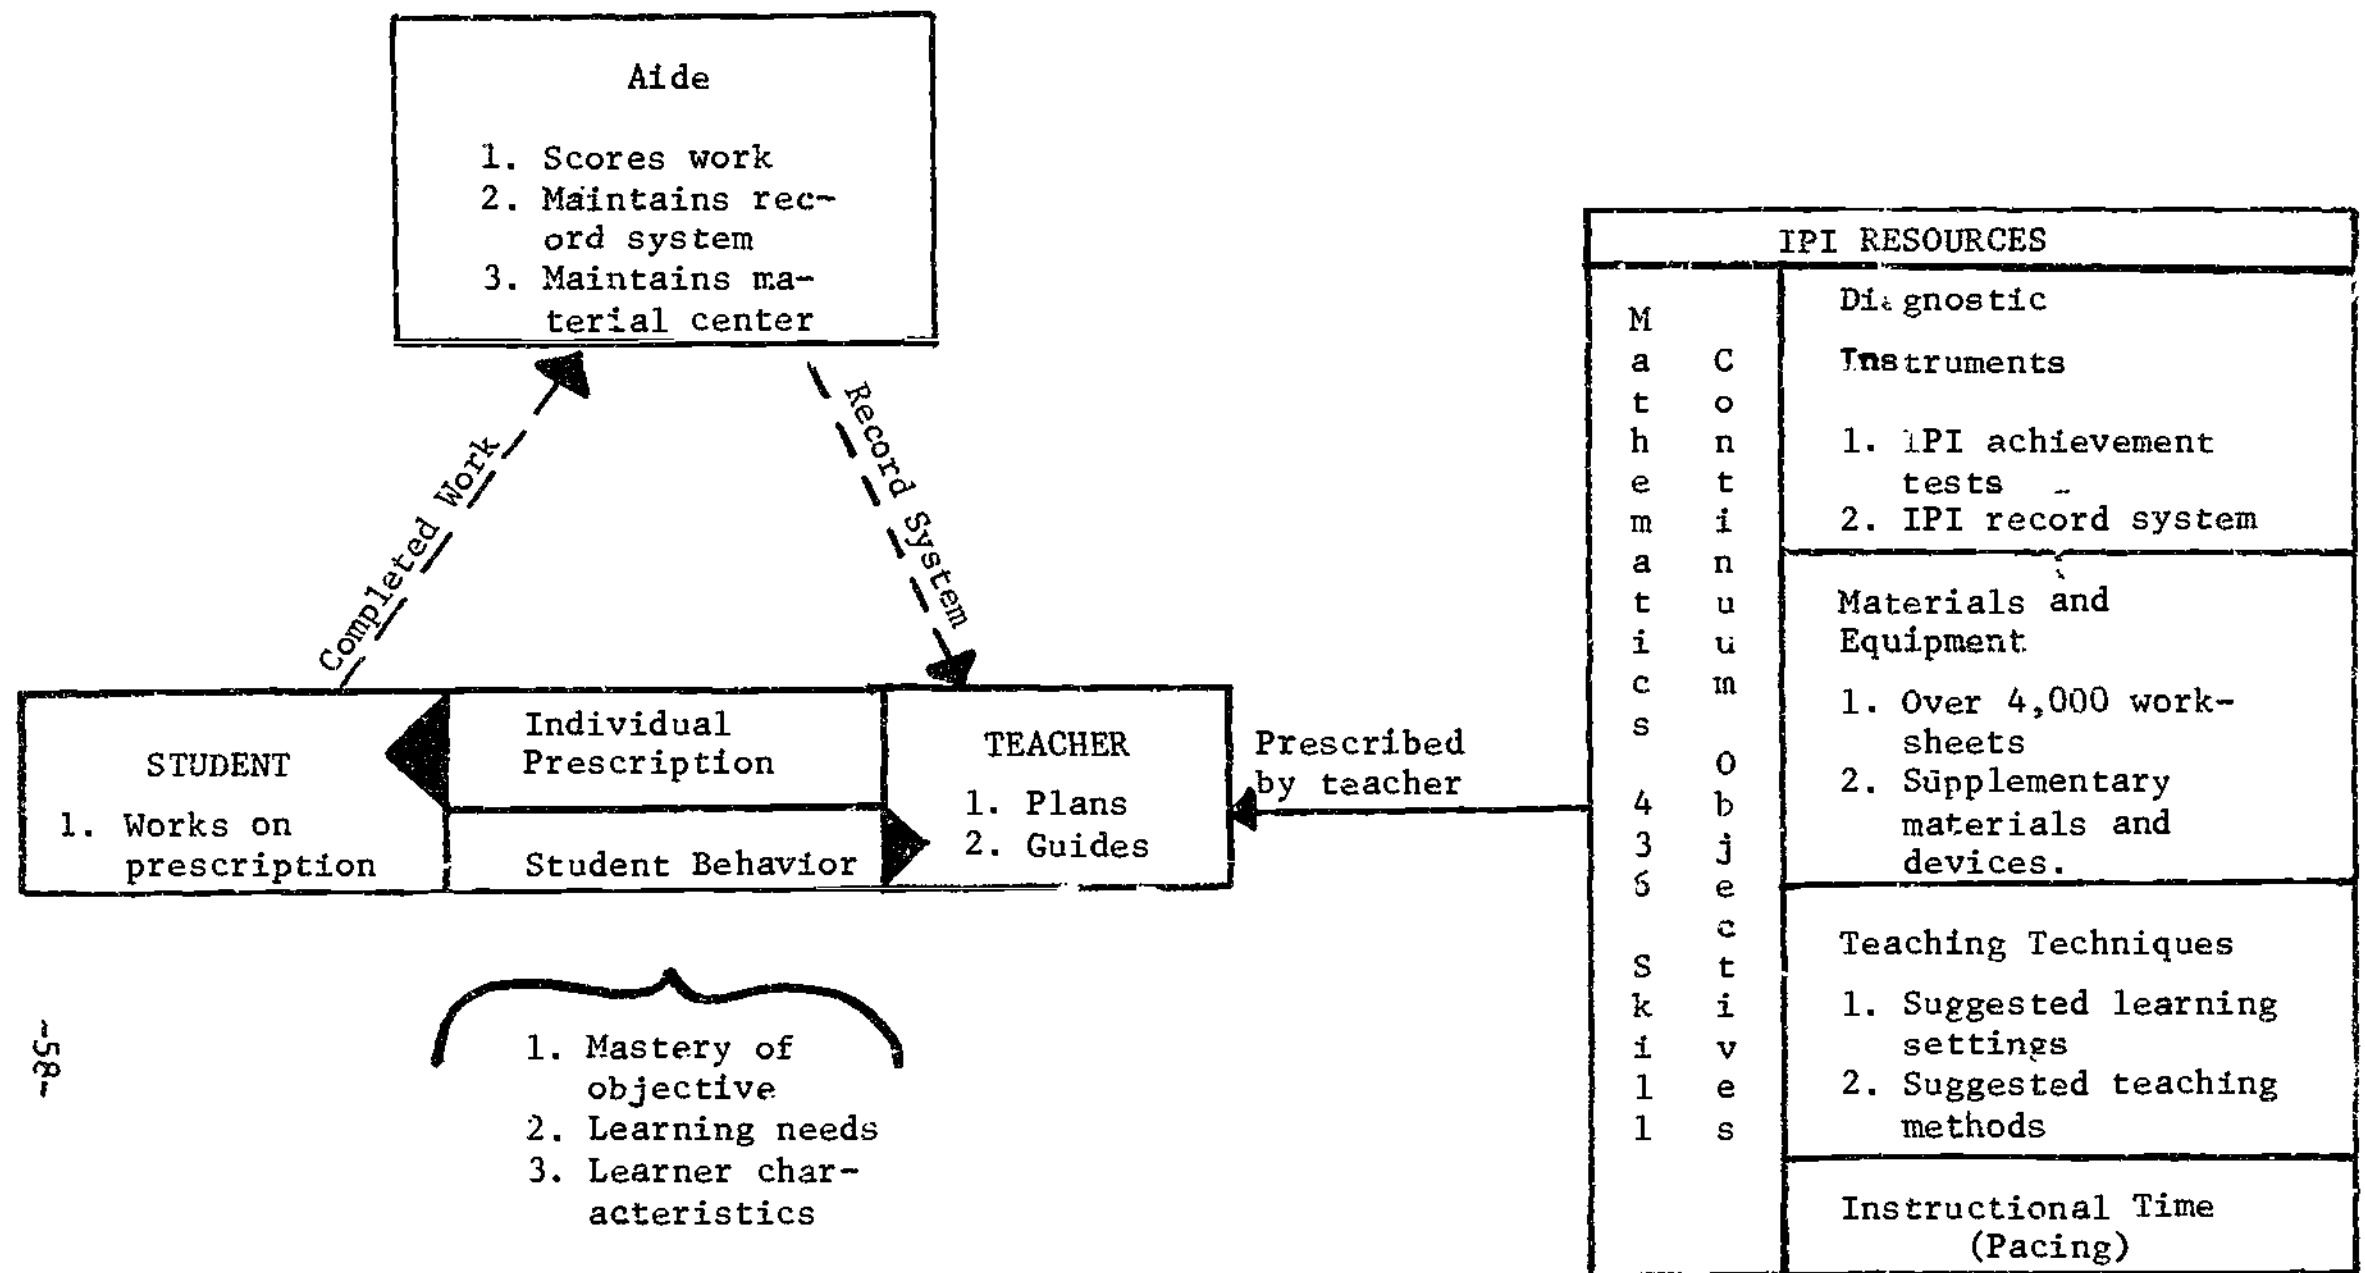 Aide
1. Scores work
2. Maintains rec-
ord system
3. Maintains ma-
terial center
Completed Work
Record System
STUDENT
1. Works on
prescription
Individual
Prescription
Student Behavior
TEACHER
1. Plans
2. Guides
Prescribed
by teacher
1. Mastery of
objective
2. Learning needs
3. Learner char-
acteristics
-58-
IPI RESOURCES
Mathematics
Skill
Continuum
Objectives
Diagnostic
Instruments
1. IPI achievement
tests
2. IPI record system
Materials and
Equipment
1. Over 4,000 work-
sheets
2. Supplementary
materials and
devices.
Teaching Techniques
1. Suggested learning
settings
2. Suggested teaching
methods
Instructional Time
(Pacing)